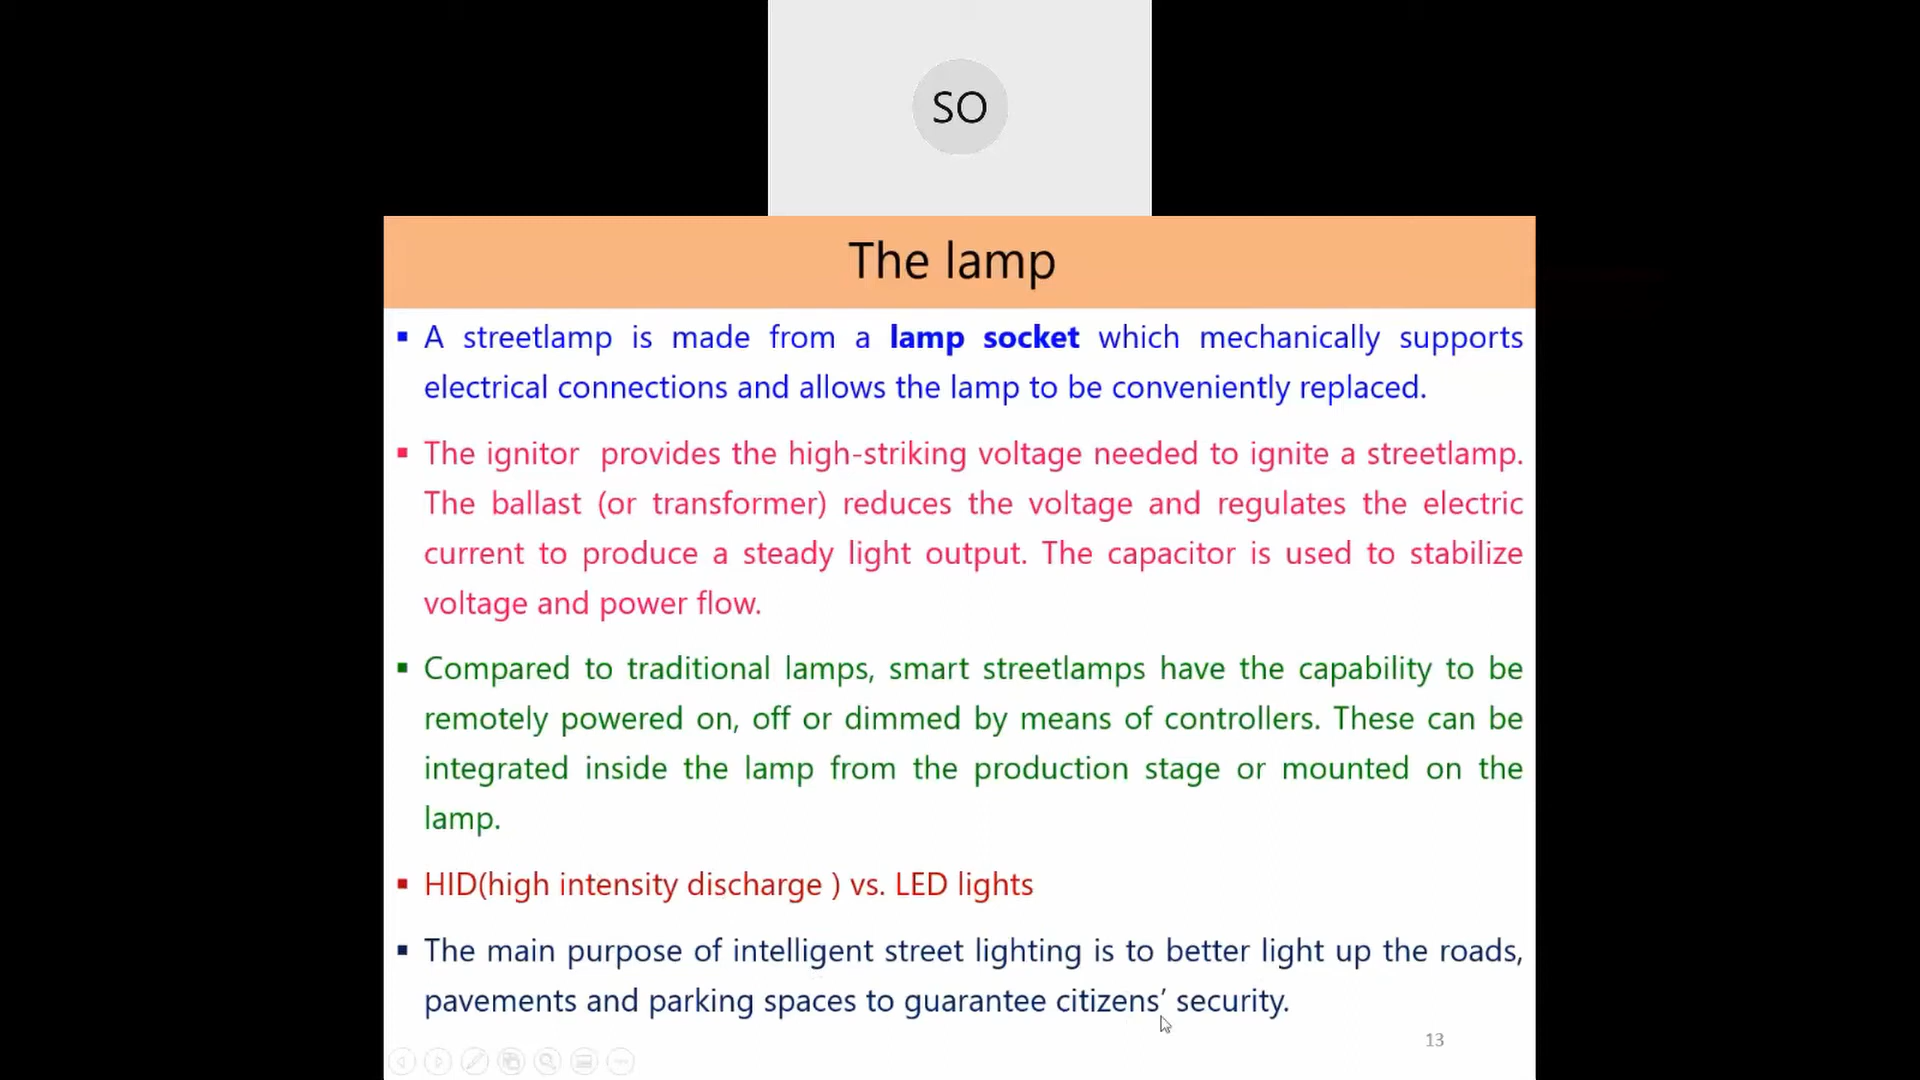 SO
The lamp
▪ A streetlamp is made from a lamp socket which mechanically supports
electrical connections and allows the lamp to be conveniently replaced.
▪ The ignitor provides the high-striking voltage needed to ignite a streetlamp.
The ballast (or transformer) reduces the voltage and regulates the electric
current to produce a steady light output. The capacitor is used to stabilize
voltage and power flow.
▪ Compared to traditional lamps, smart streetlamps have the capability to be
remotely powered on, off or dimmed by means of controllers. These can be
integrated inside the lamp from the production stage or mounted on the
lamp.
▪ HID(high intensity discharge ) vs. LED lights
▪ The main purpose of intelligent street lighting is to better light up the roads,
pavements and parking spaces to guarantee citizens’ security.
13